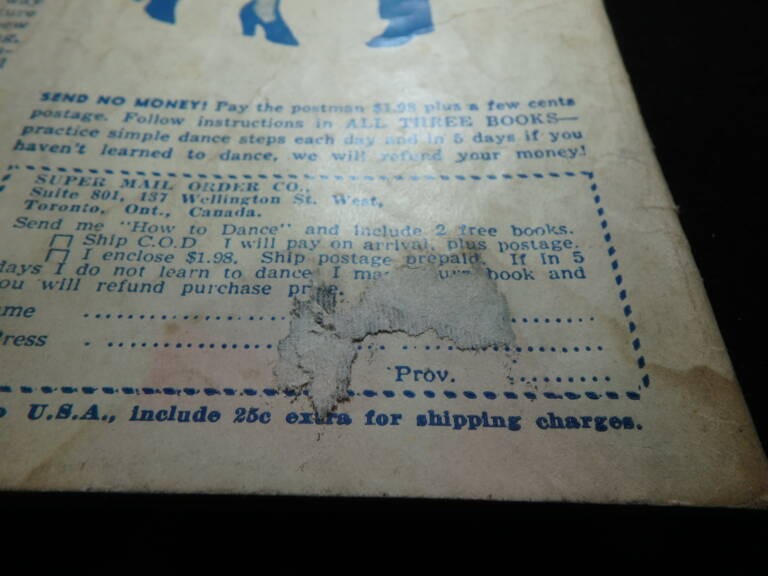 way
new
SEND NO MONEY! Pay the postman $1.98 plus a few cents
postage. Follow instructions in ALL THREE BOOKS—
practice simple dance steps each day and in 5 days if you
haven't learned to dance, we will refund your money!
SUPER MAIL ORDER CO.,
Suite 801, 137 Wellington St. West,
Toronto, Ont., Canada.
Send me "How to Dance" and include 2 free books.
Ship C.O.D. I will pay on arrival, plus postage.
I enclose $1.98. Ship postage prepaid. If in 5
days I do not learn to dance I may book and
ou will refund purchase pr e.
me
ress
Prov.
o U.S.A., include 25c extra for shipping charges.